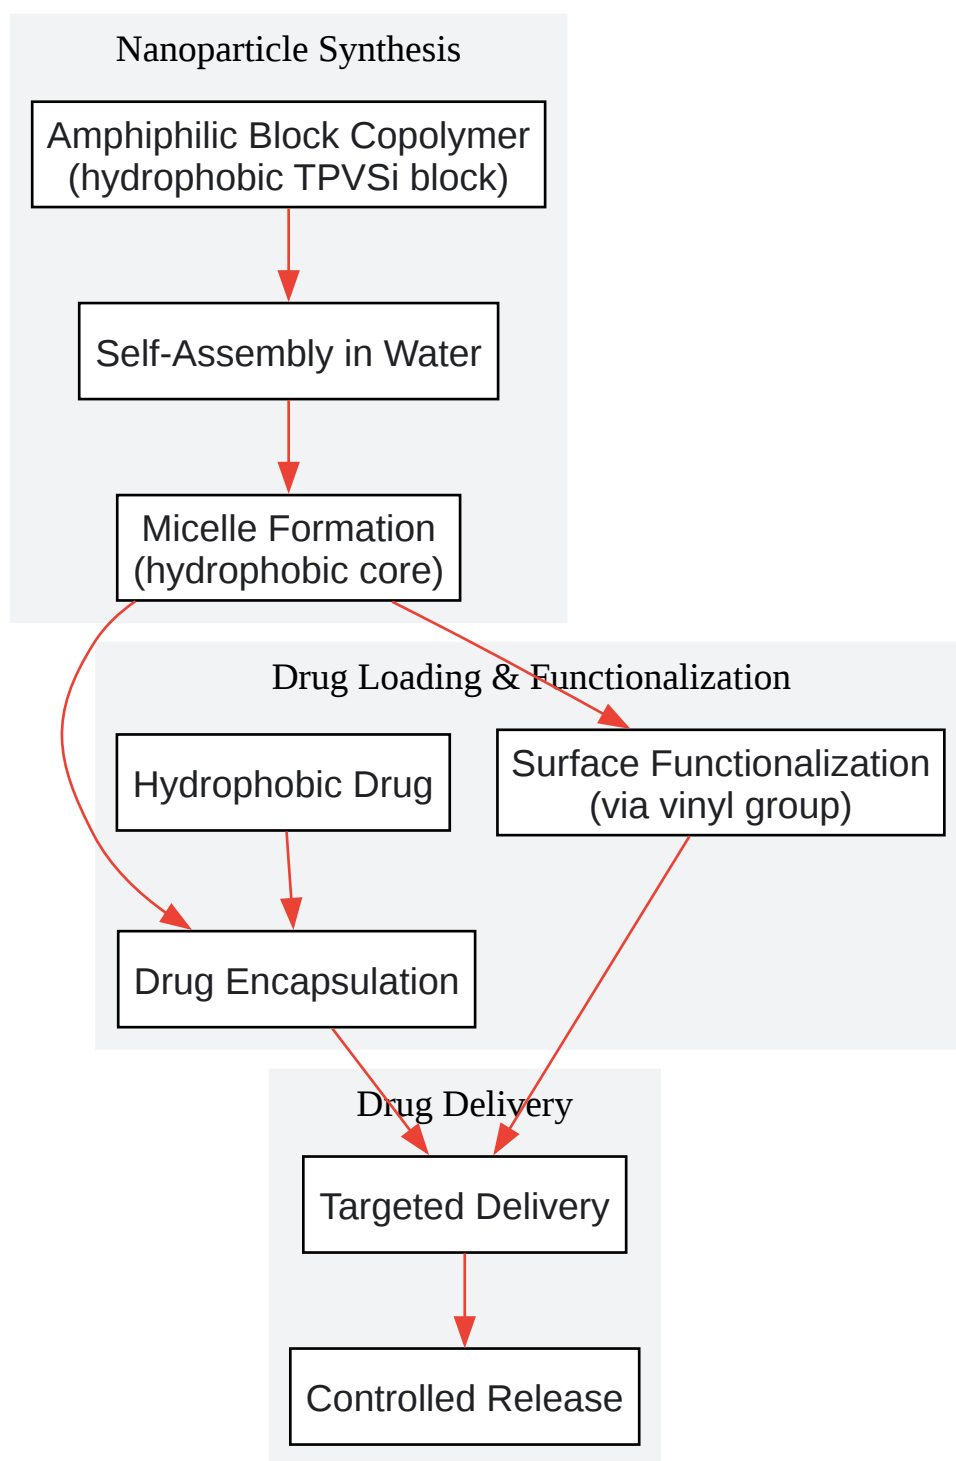 Nanoparticle Synthesis
Amphiphilic Block Copolymer
(hydrophobic TPVSi block)
Self-Assembly in Water
Micelle Formation
(hydrophobic core)
Drug Loading & Functionalization
Hydrophobic Drug
Surface Functionalization
(via vinyl group)
Drug Encapsulation
Drug Delivery
Targeted Delivery
Controlled Release